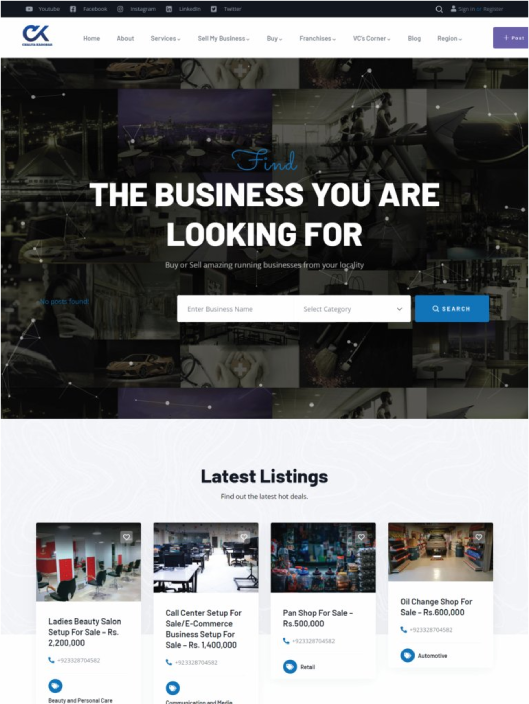 Youtube Facebook Instagram LinkedIn Twitter Sign In or Register
CK
Home About Services Sell My Business Buy Franchises VC's Corner Blog Region + Post
Find
THE BUSINESS YOU ARE
LOOKING FOR
Buy or Sell amazing running businesses from your locality
No posts found!
Enter Business Name Select Category SEARCH
Latest Listings
Find out the latest hot deals.
Ladies Beauty Salon
Setup For Sale – Rs.
2,200,000
+923328704582
Beauty and Personal Care
Call Center Setup For
Sale/E-Commerce
Business Setup For
Sale – Rs. 1,400,000
+923328704582
Communication and Media
Pan Shop For Sale –
Rs.500,000
+923328704582
Retail
Oil Change Shop For
Sale – Rs.600,000
+923328704582
Automotive